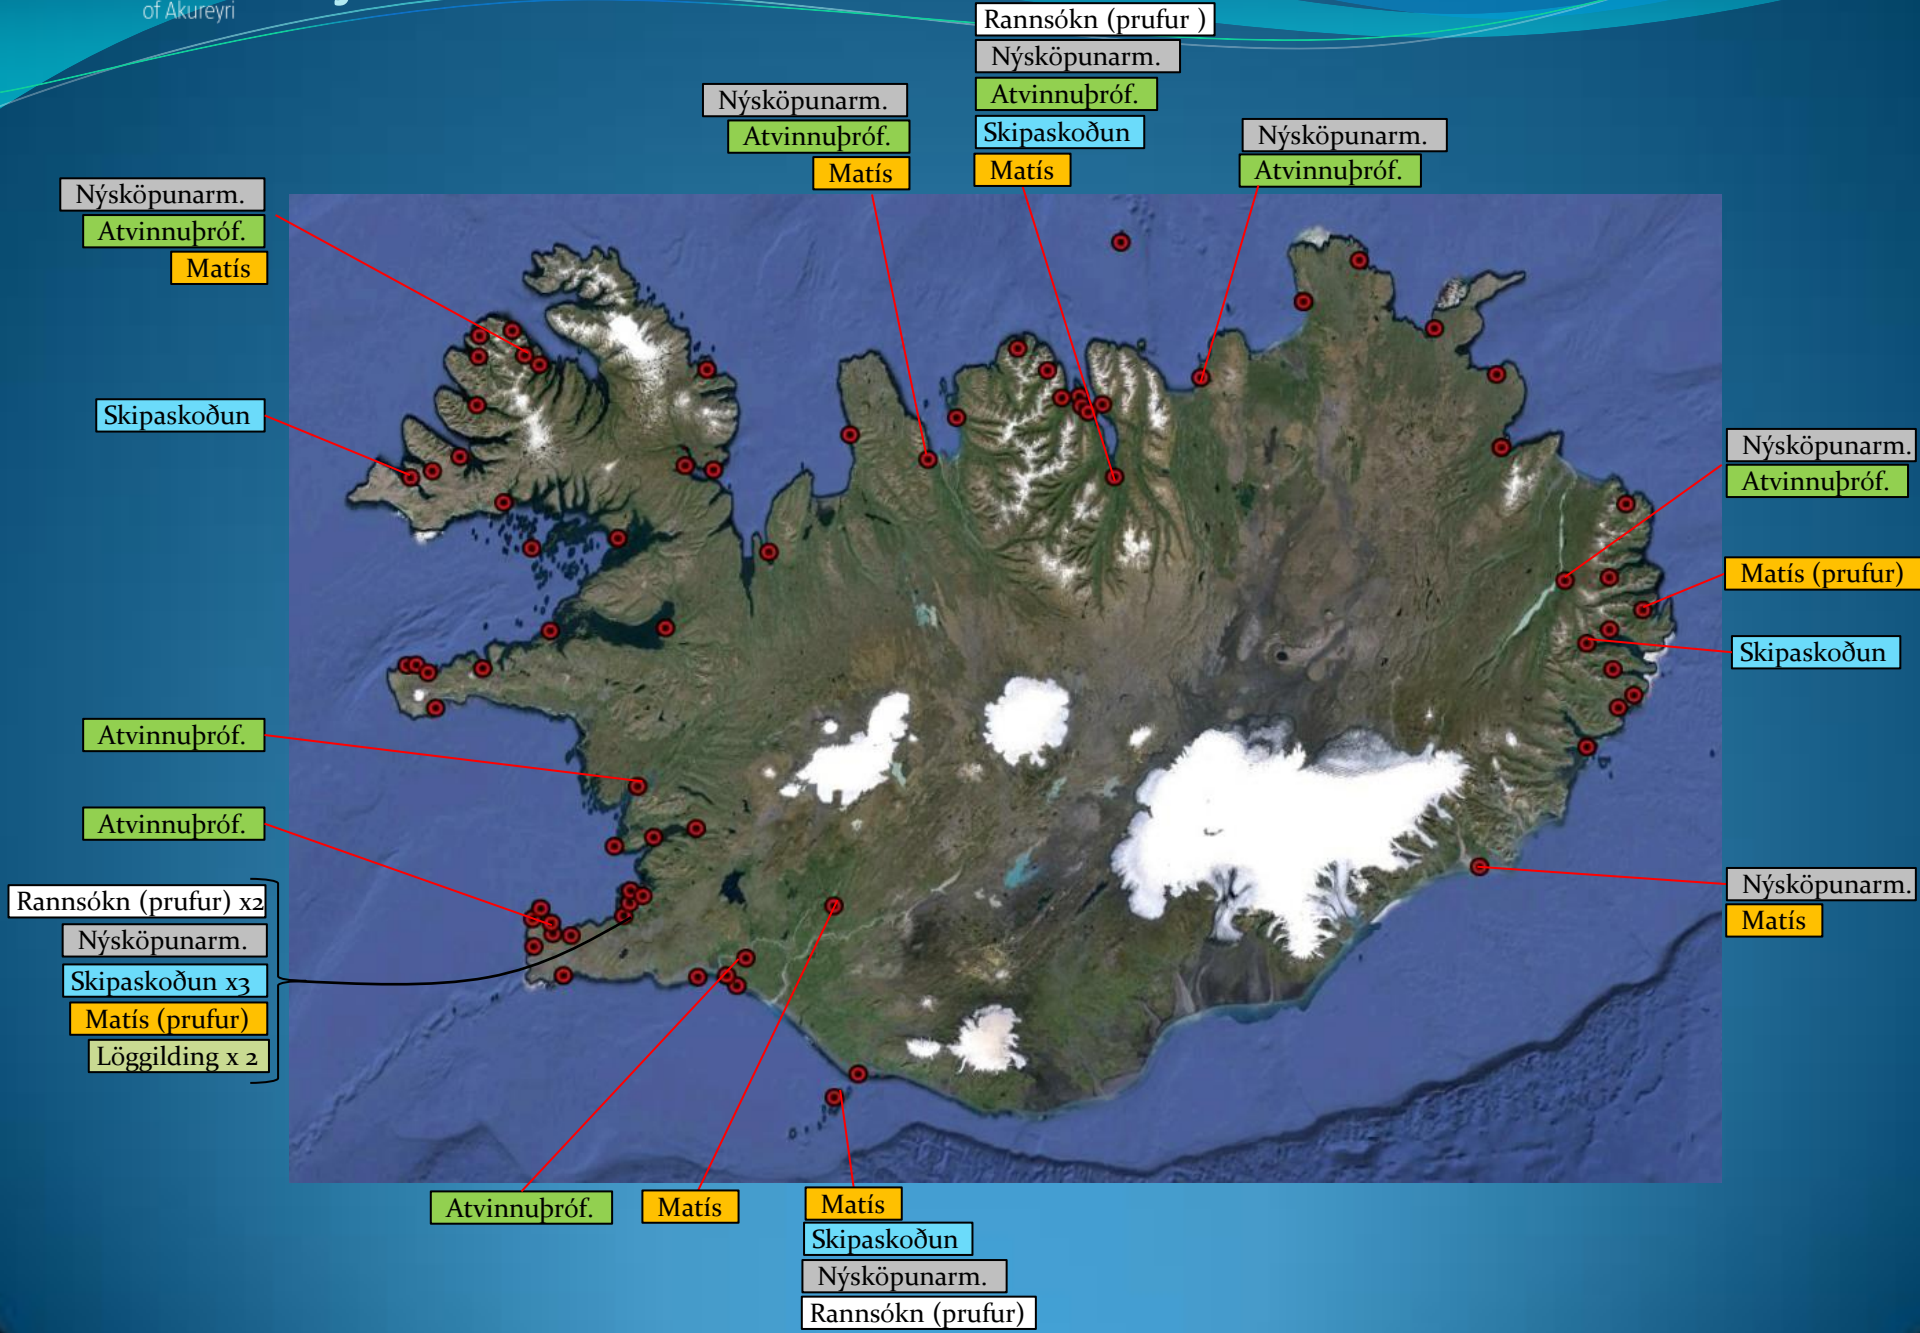 of Akureyri
Rannsókn (prufur )
Nýsköpunarm.
Atvinnuþróf.
Skipaskoðun
Matís
Nýsköpunarm.
Atvinnuþróf.
Matís
Nýsköpunarm.
Atvinnuþróf.
Nýsköpunarm.
Atvinnuþróf.
Matís
Skipaskoðun
Nýsköpunarm.
Atvinnuþróf.
Matís (prufur)
Skipaskoðun
Atvinnuþróf.
Atvinnuþróf.
Rannsókn (prufur) x2
Nýsköpunarm.
Skipaskoðun x3
Matís (prufur)
Löggilding x 2
Nýsköpunarm.
Matís
Atvinnuþróf.
Matís
Matís
Skipaskoðun
Nýsköpunarm.
Rannsókn (prufur)